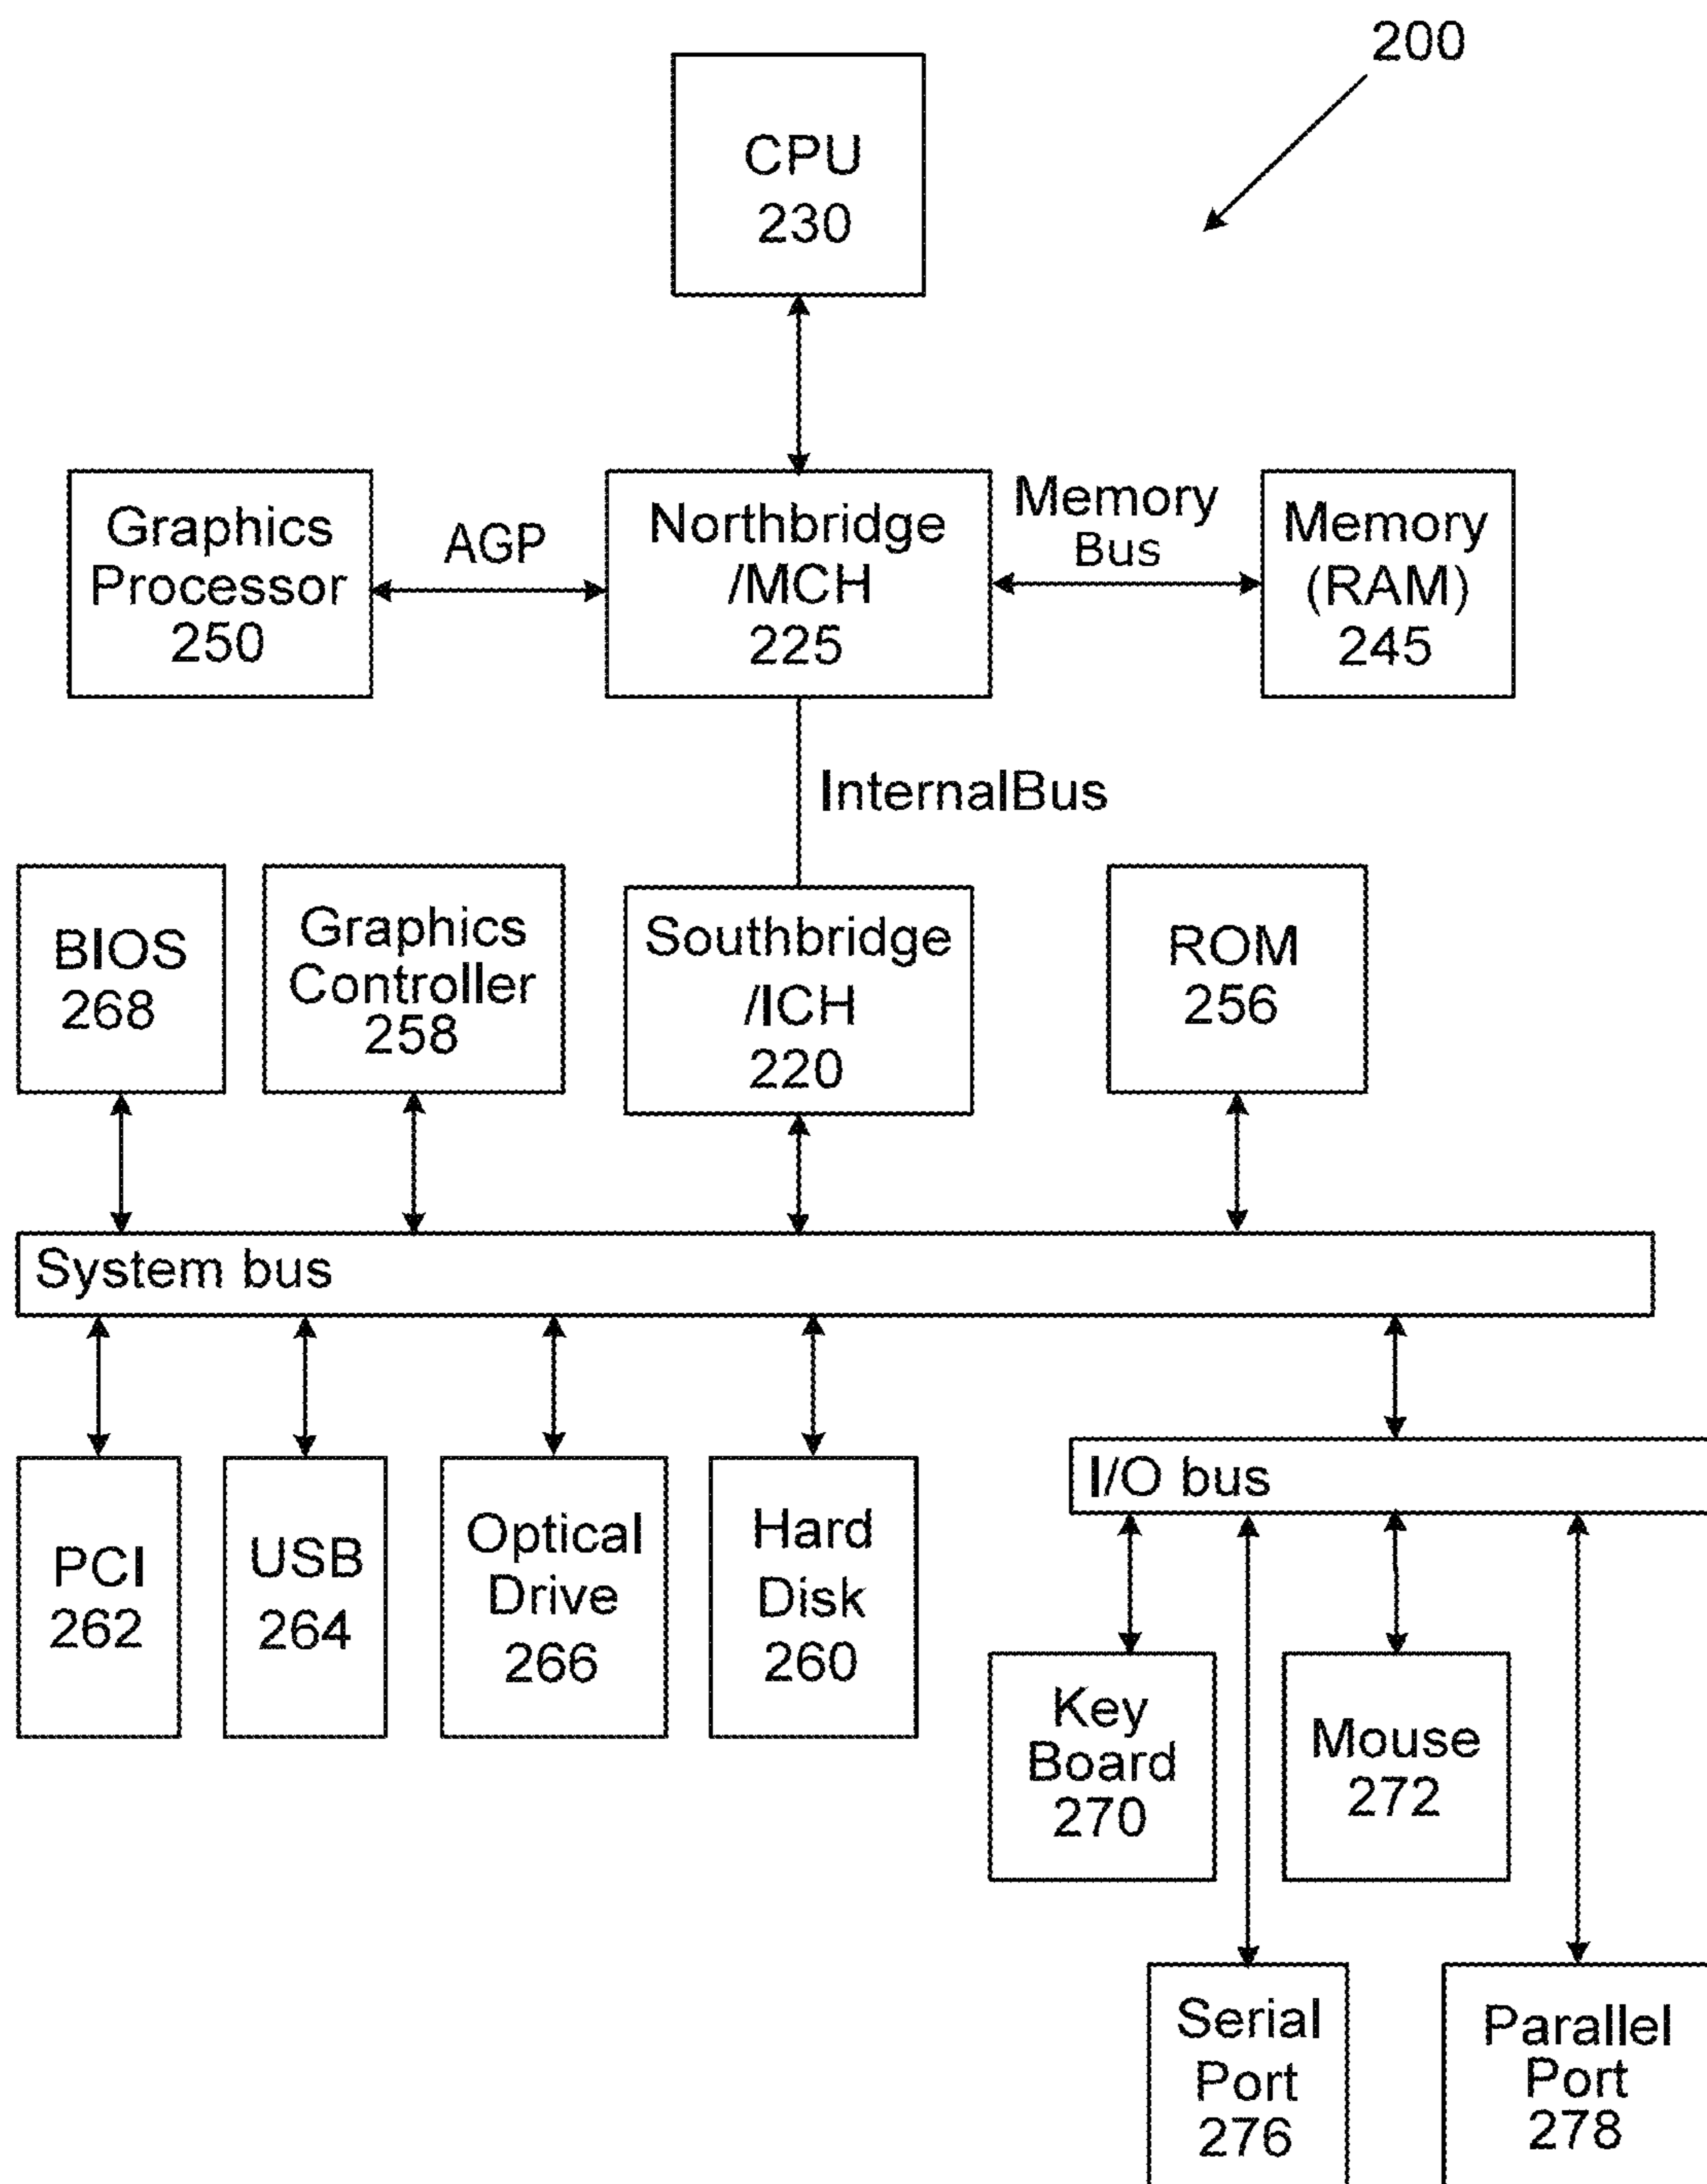 200
CPU
230
Graphics
Processor
250
AGP
Northbridge
/MCH
225
Memory
Bus
Memory
(RAM)
245
InternalBus
BIOS
268
Graphics
Controller
258
Southbridge
/ICH
220
ROM
256
System bus
PCI
262
USB
264
Optical
Drive
266
Hard
Disk
260
I/O bus
Key
Board
270
Mouse
272
Serial
Port
276
Parallel
Port
278